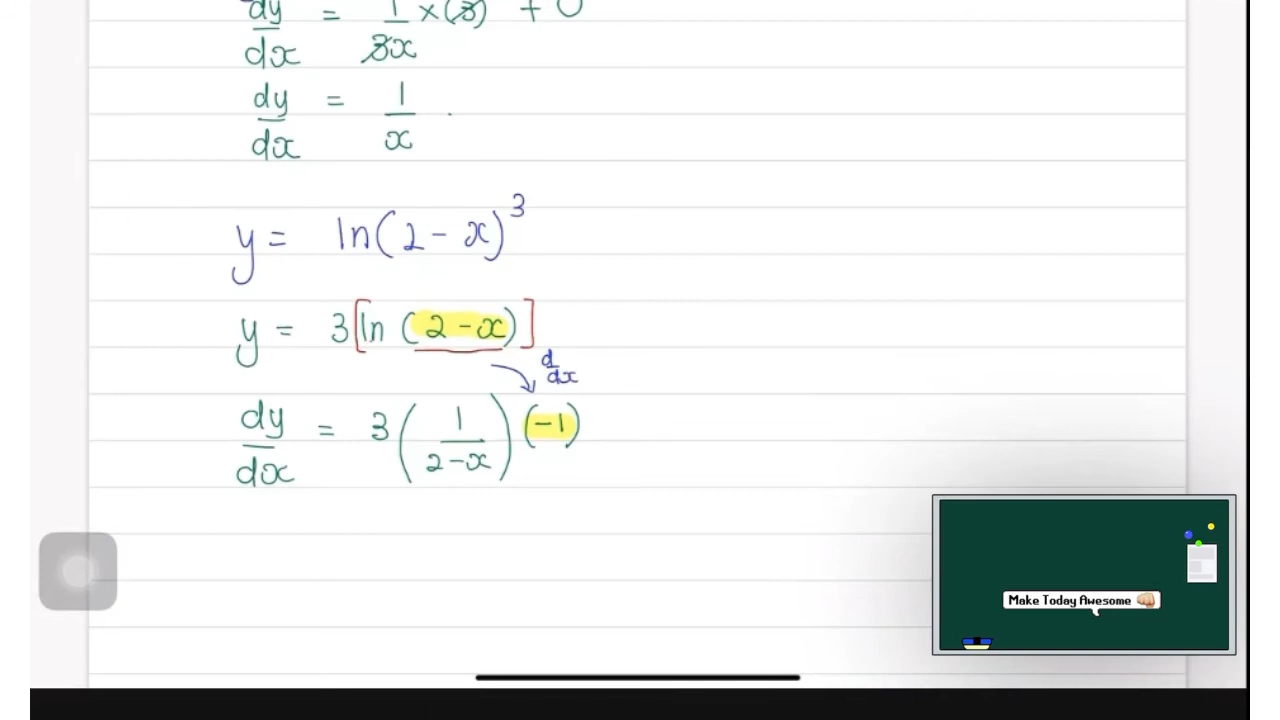 dy/dx = 1/3x × (3) + 0
dy/dx = 1/x
y = ln(2 - x)^3
y = 3[ln (2 - x)]
d/dx
dy/dx = 3(1/2-x)(-1)
Make Today Awesome 👊